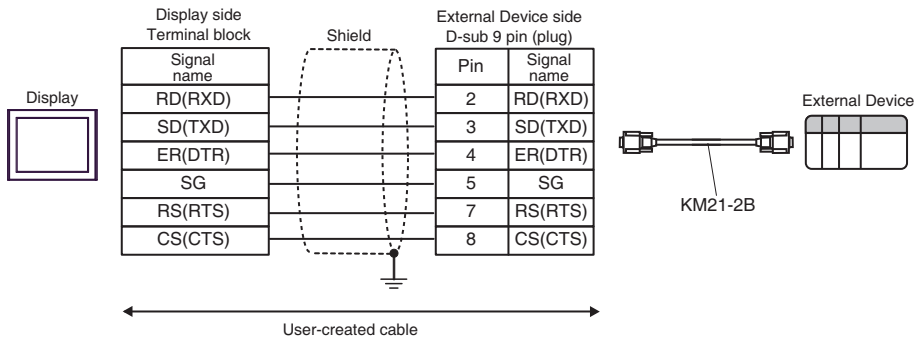 Display side
Terminal block
Shield
External Device side
D-sub 9 pin (plug)
Signal name
Pin
Signal name
RD(RXD)
2
RD(RXD)
SD(TXD)
3
SD(TXD)
ER(DTR)
4
ER(DTR)
SG
5
SG
RS(RTS)
7
RS(RTS)
CS(CTS)
8
CS(CTS)
Display
External Device
KM21-2B
User-created cable